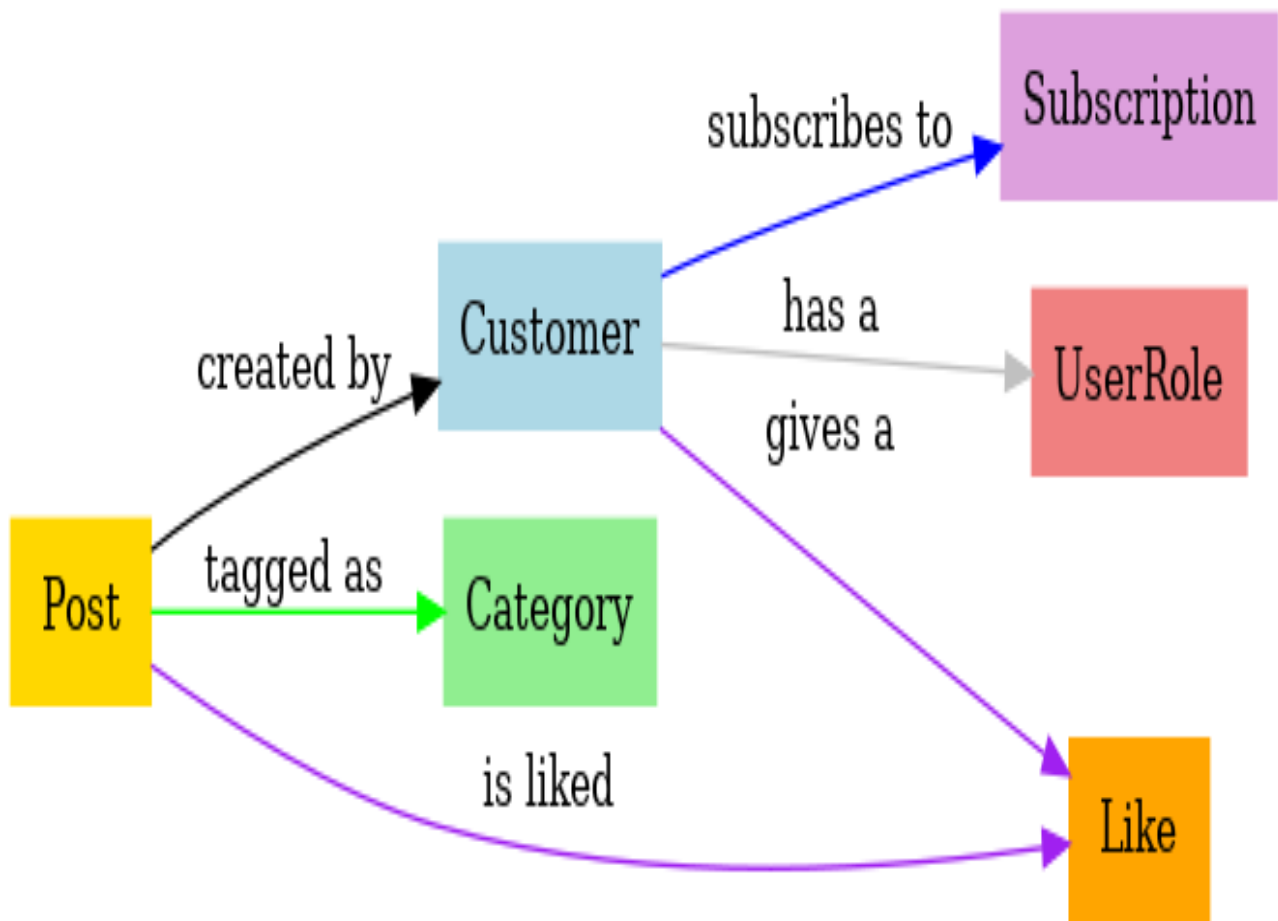 Subscription
subscribes to
Customer
has a
UserRole
created by
gives a
Post
tagged as
Category
is liked
Like